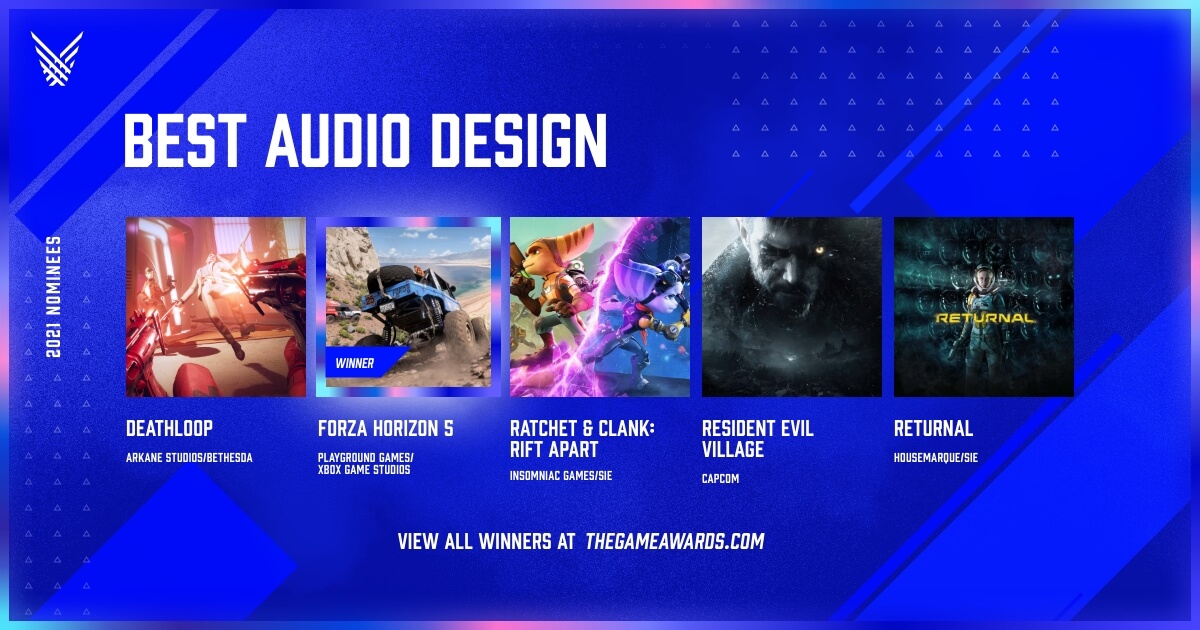 BEST AUDIO DESIGN
2021 NOMINEES
WINNER
RETURNAL
DEATHLOOP
ARKANE STUDIOS/BETHESDA
FORZA HORIZON 5
PLAYGROUND GAMES/
XBOX GAME STUDIOS
RATCHET & CLANK:
RIFT APART
INSOMNIAC GAMES/SIE
RESIDENT EVIL
VILLAGE
CAPCOM
RETURNAL
HOUSEMARQUE/SIE
VIEW ALL WINNERS AT THEGAMEAWARDS.COM